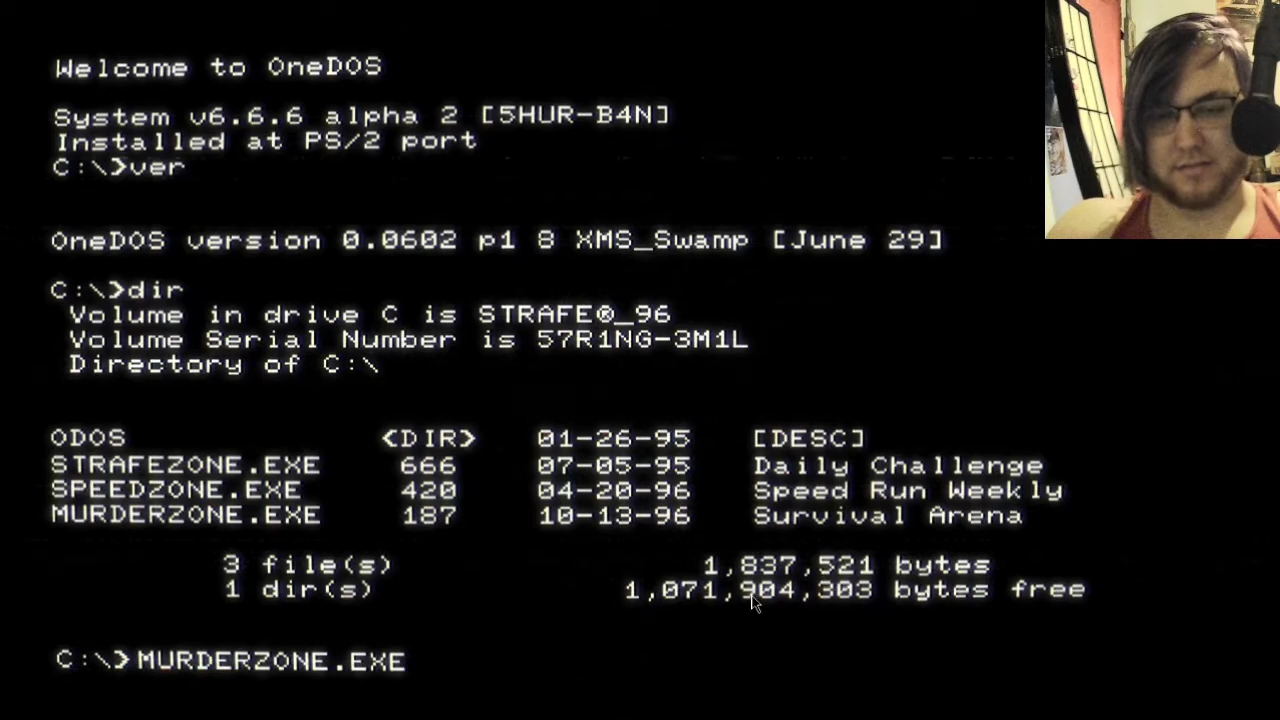 Welcome to OneDOS
System v6.6.6 alpha 2 [5HUR-B4N]
Installed at PS/2 port
C:\>ver
OneDOS version 0.0602 p1 8 XMS_Swamp [June 29]
C:\>dir
Volume in drive C is STRAFE®_96
Volume Serial Number is 57R1NG-3M1L
Directory of C:\
ODOS <DIR> 01-26-95 [DESC]
STRAFEZONE.EXE 666 07-05-95 Daily Challenge
SPEEDZONE.EXE 420 04-20-96 Speed Run Weekly
MURDERZONE.EXE 187 10-13-96 Survival Arena
3 file(s) 1,837,521 bytes
1 dir(s) 1,071,904,303 bytes free
C:\> MURDERZONE.EXE